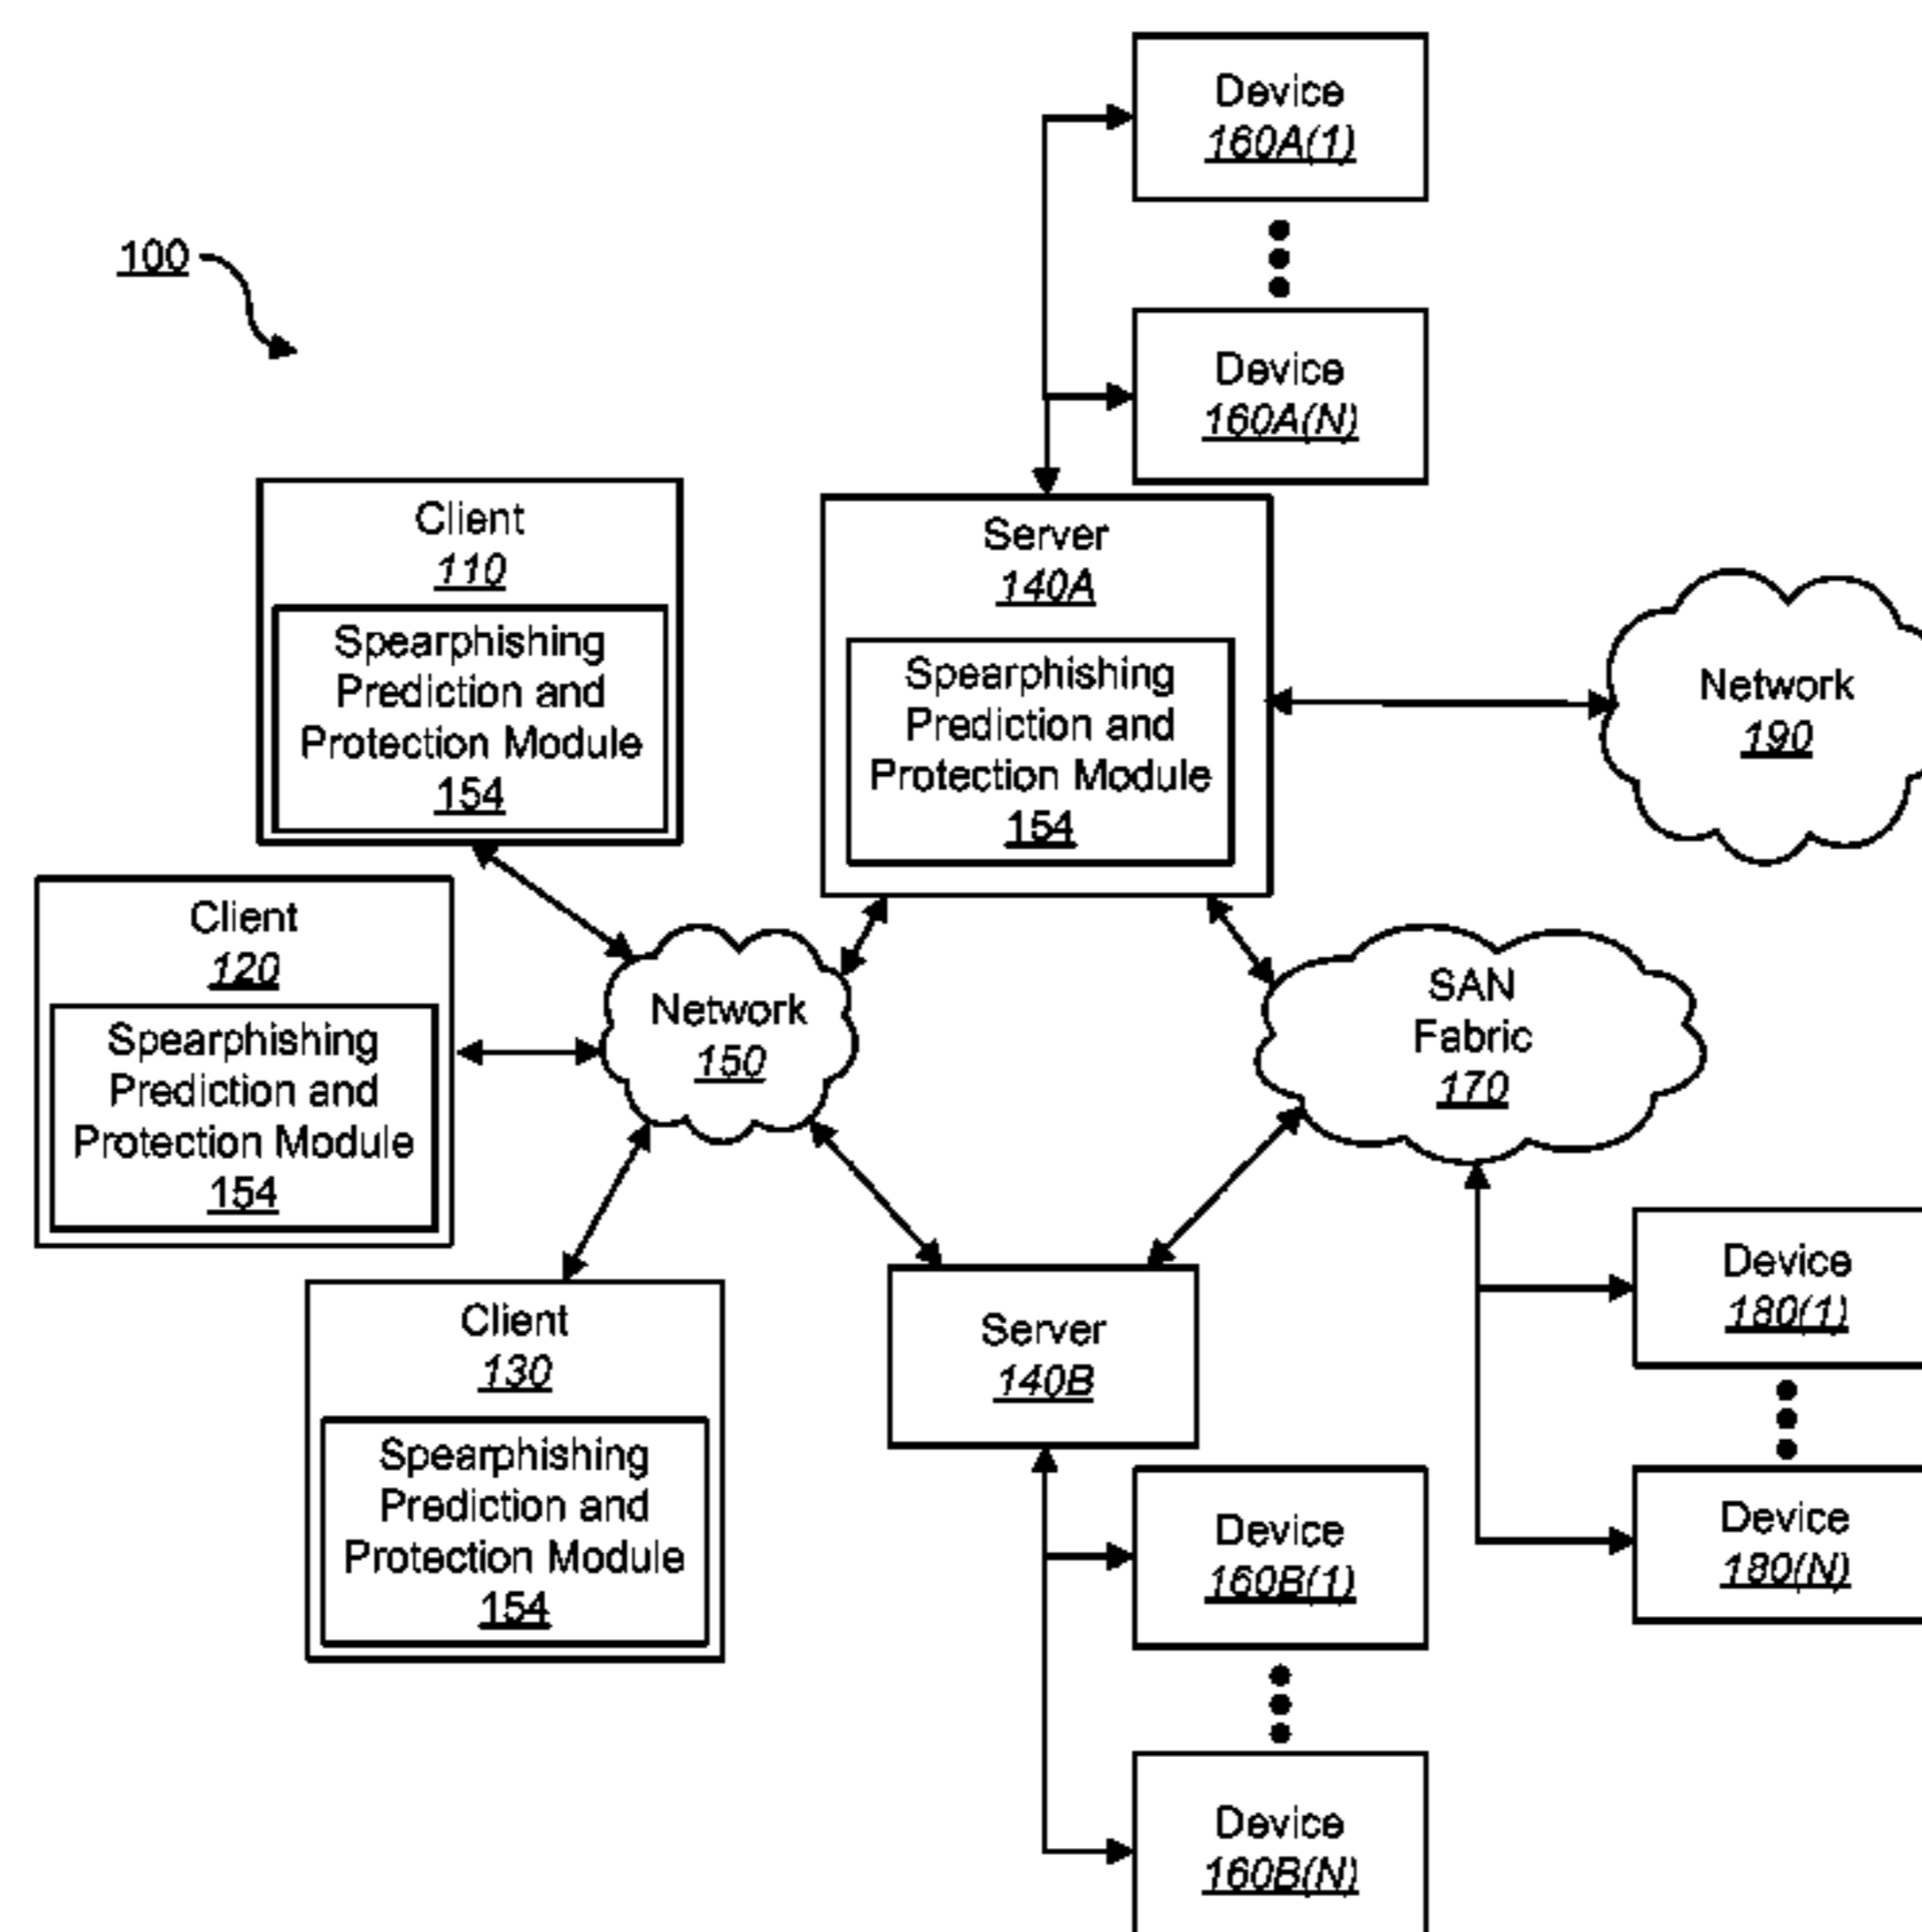 Device
160A(1)
100
Device
160A(N)
Client
110
Spearphishing
Prediction and
Protection Module
154
Server
140A
Spearphishing
Prediction and
Protection Module
154
Network
190
Client
120
Spearphishing
Prediction and
Protection Module
154
Network
150
SAN
Fabric
170
Client
130
Spearphishing
Prediction and
Protection Module
154
Server
140B
Device
180(1)
Device
180(N)
Device
160B(1)
Device
160B(N)